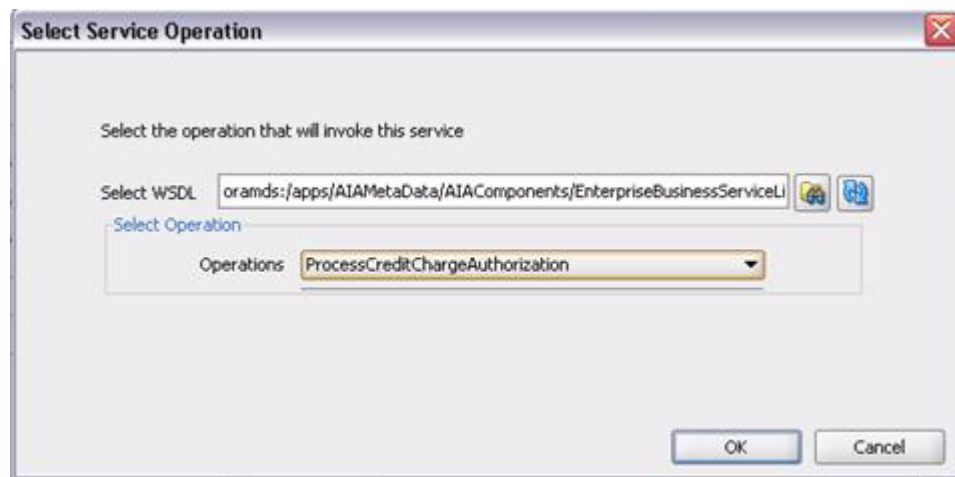 Select Service Operation
Select the operation that will invoke this service
Select WSDL oramds:/apps/AIAMetaData/AIAComponents/EnterpriseBusinessServiceLi
Select Operation
Operations ProcessCreditChargeAuthorization
OK Cancel